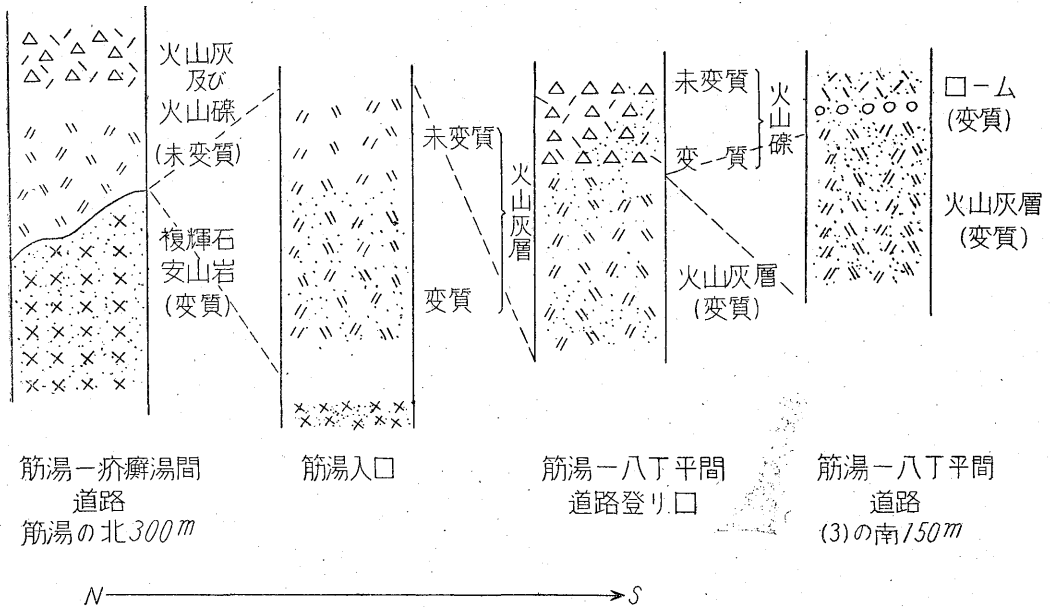 火山灰
及び
火山礫
(未変質)
複輝石
安山岩
(変質)
未変質
変質
火山灰層
未変質
変 質
火山礫
火山灰層
(変質)
ローム
(変質)
火山灰層
(変質)
筋湯ー疥癬湯間
道路
筋湯の北300m
筋湯入口
筋湯ー八丁平間
道路登り口
筋湯ー八丁平間
道路
(3)の南150m
N
S